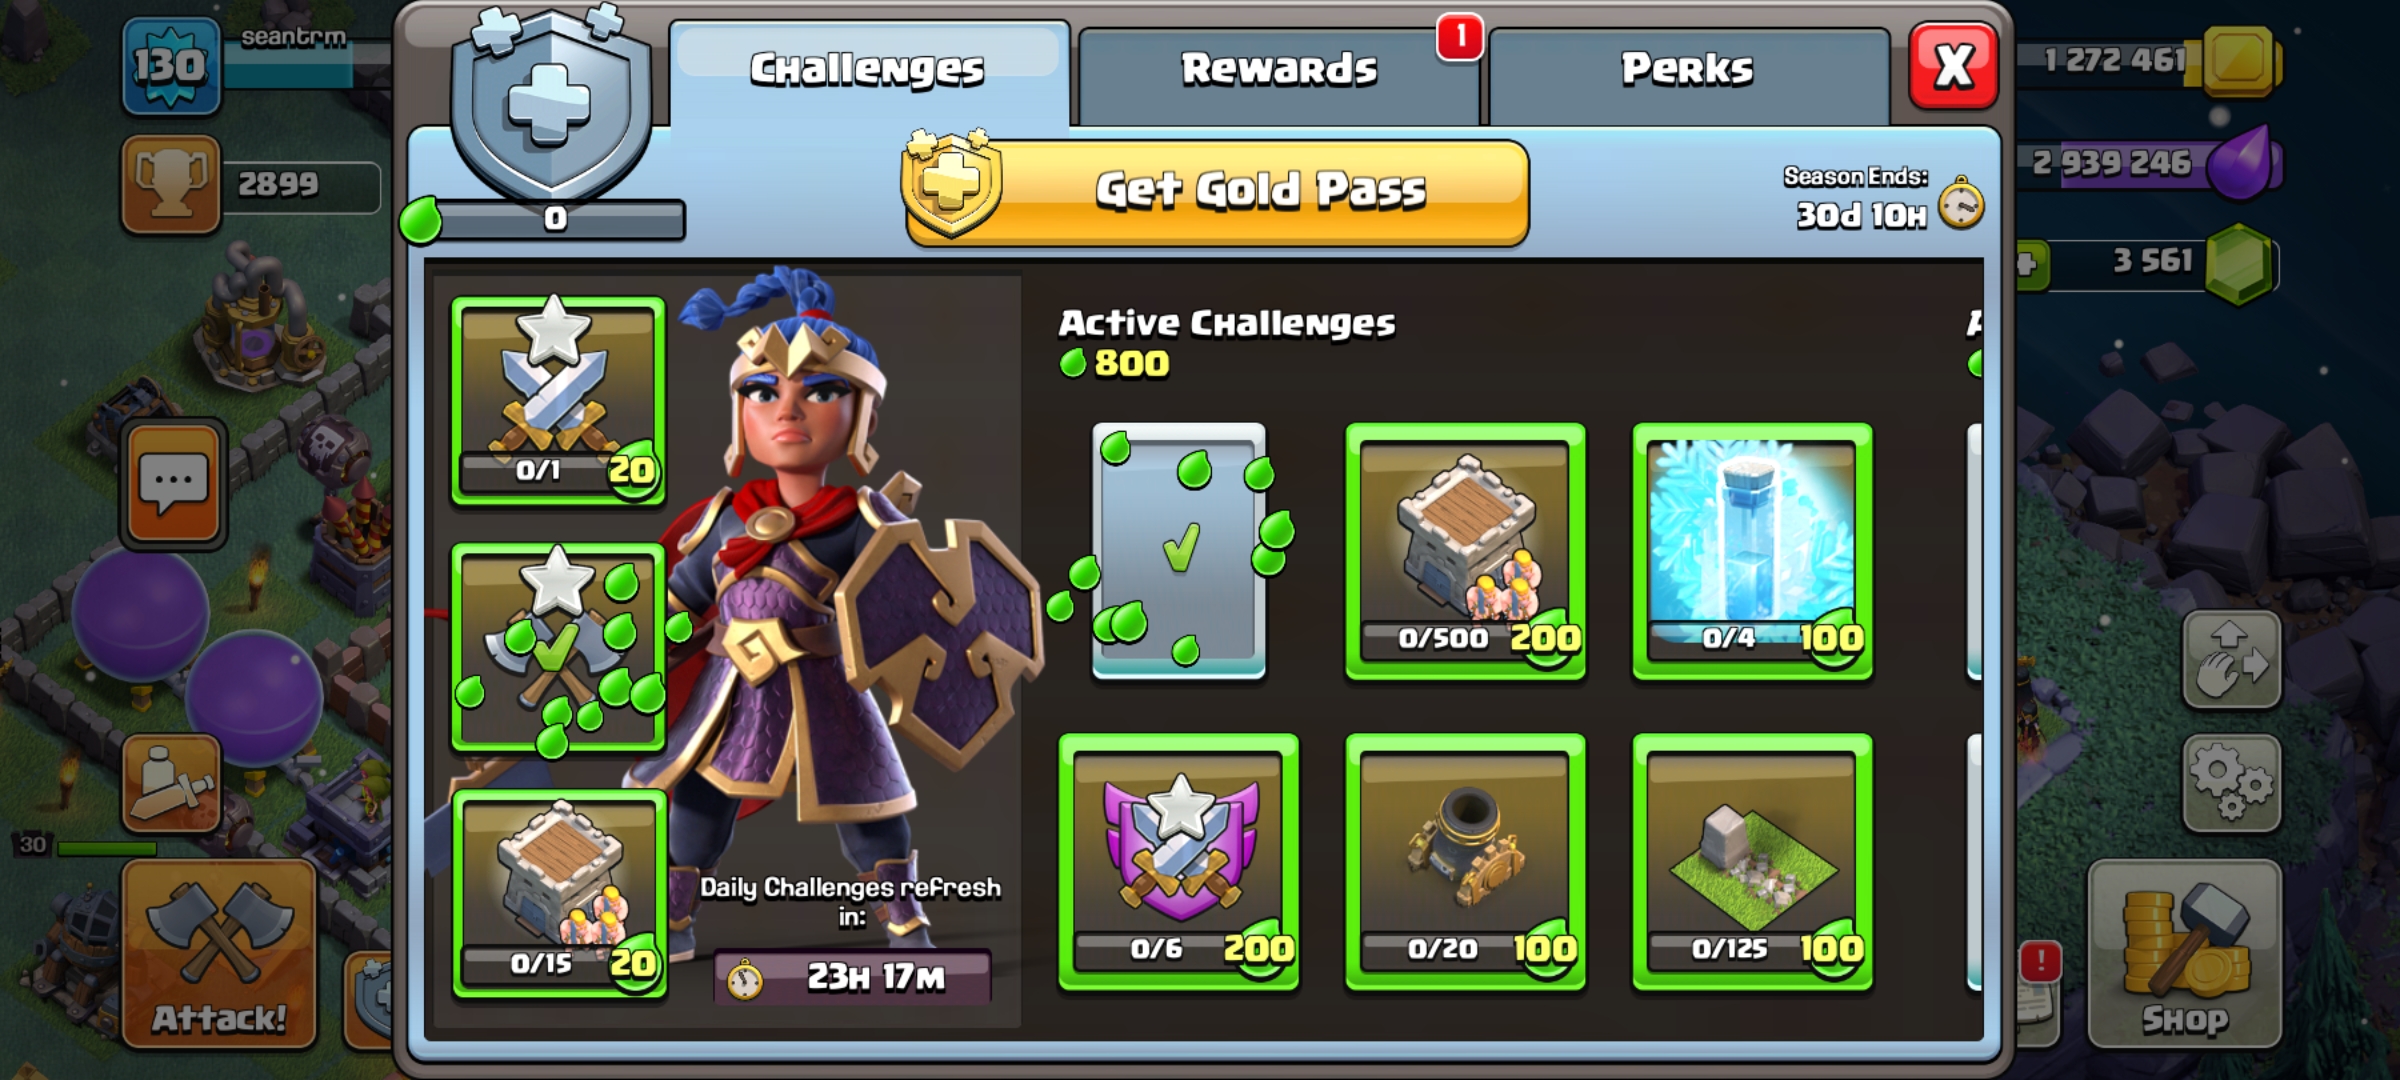 130
seantrm
2899
Challenges
Rewards
1
Perks
X
1 272 461
2 939 246
3 561
0
Get Gold Pass
Season Ends:
30d 10H
Active Challenges
800
0/1
20
0/15
20
Daily Challenges refresh
in:
23H 17M
0/500
200
0/4
100
0/6
200
0/20
100
0/125
100
30
Attack!
!
Shop